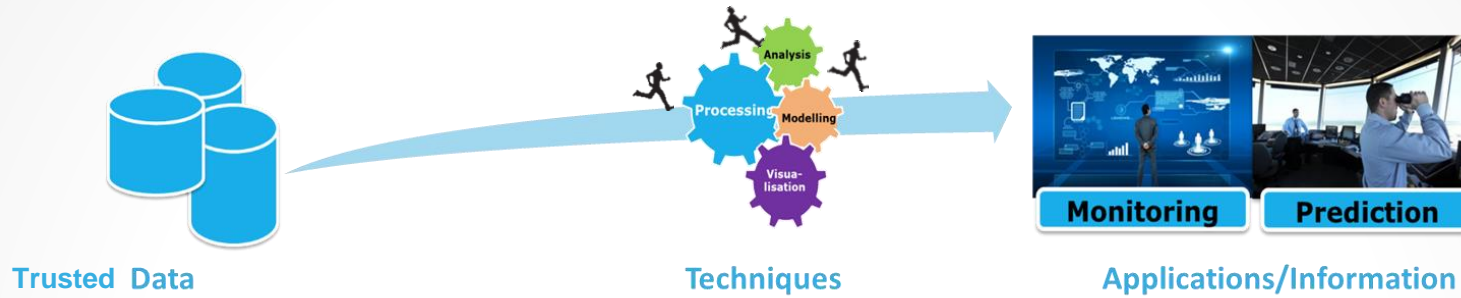 Analysis
Processing
Modelling
Visua-
lisation
Monitoring
Prediction
Trusted Data
Techniques
Applications/Information